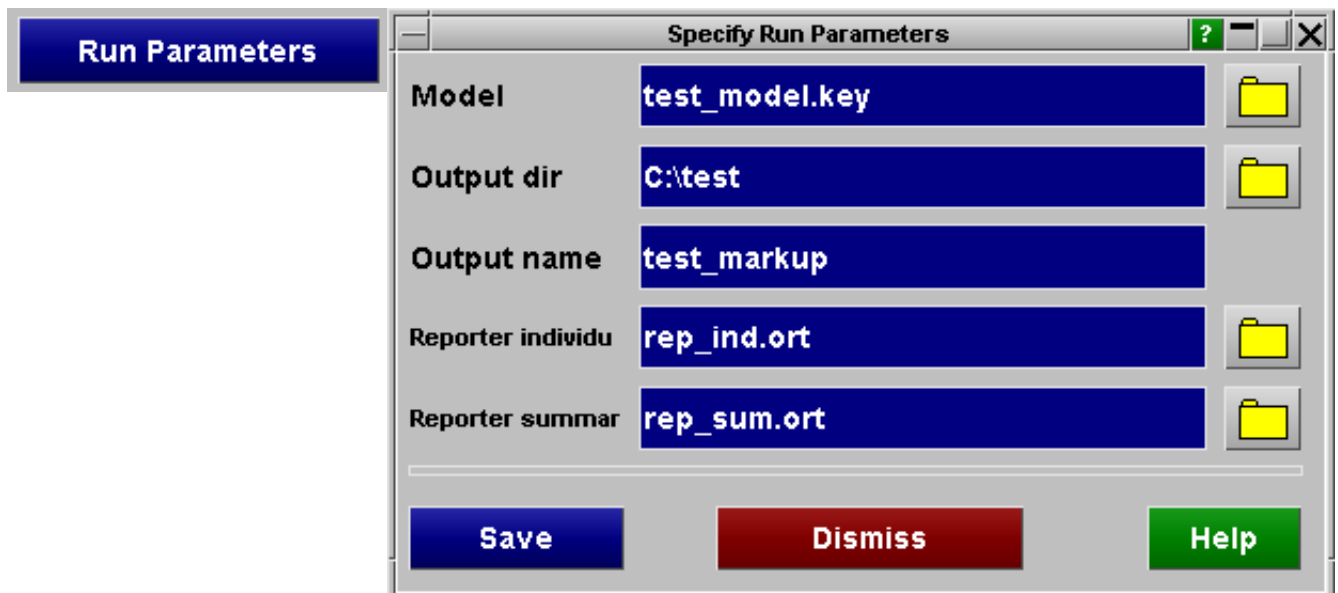 Run Parameters
Specify Run Parameters ?
Model test_model.key
Output dir C:\test
Output name test_markup
Reporter individu rep_ind.ort
Reporter summar rep_sum.ort
Save Dismiss Help